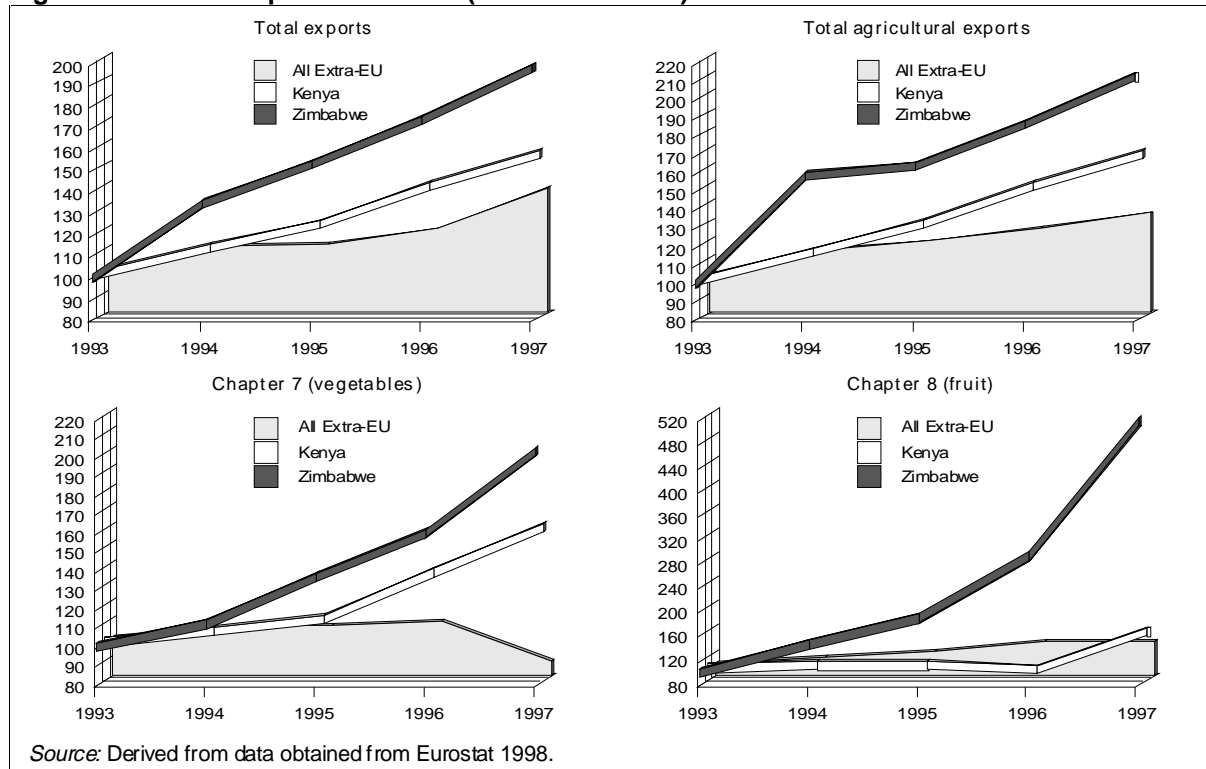 Total exports
200
190
180
170
160
150
140
130
120
110
100
90
80
All Extra-EU
Kenya
Zimbabwe
1993 1994 1995 1996 1997
Total agricultural exports
220
210
200
190
180
170
160
150
140
130
120
110
100
90
80
All Extra-EU
Kenya
Zimbabwe
1993 1994 1995 1996 1997
Chapter 7 (vegetables)
220
210
200
190
180
170
160
150
140
130
120
110
100
90
80
All Extra-EU
Kenya
Zimbabwe
1993 1994 1995 1996 1997
Chapter 8 (fruit)
520
480
440
400
360
320
280
240
200
160
120
80
All Extra-EU
Kenya
Zimbabwe
1993 1994 1995 1996 1997
Source: Derived from data obtained from Eurostat 1998.